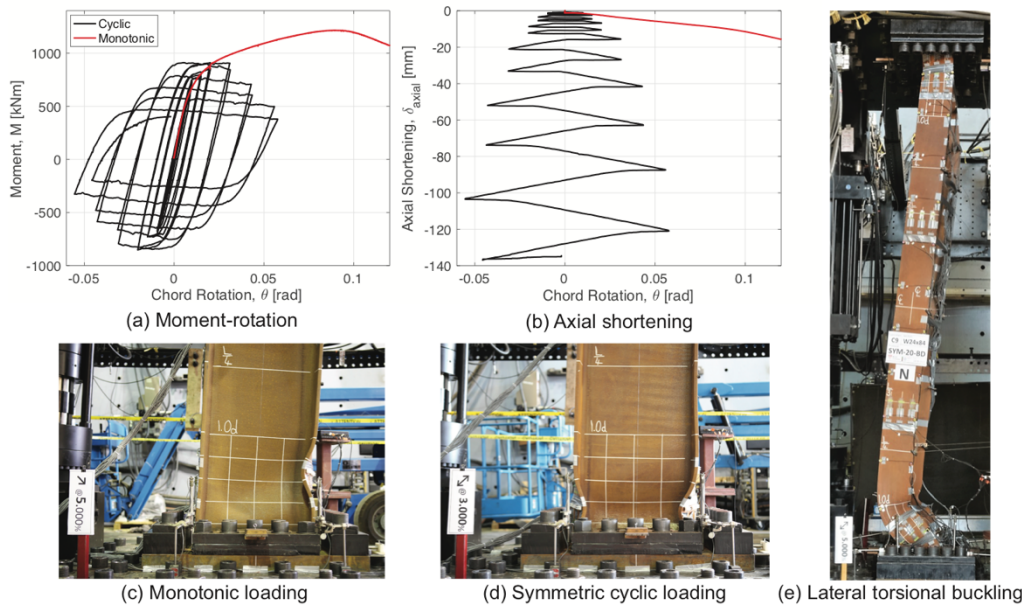 Cyclic
Monotonic
Moment, M [kNm]
1000
500
0
-500
-1000
-0.05
0
0.05
0.1
Chord Rotation, θ [rad]
(a) Moment-rotation
Axial Shortening, δaxial [mm]
0
-20
-40
-60
-80
-100
-120
-140
-0.05
0
0.05
0.1
Chord Rotation, θ [rad]
(b) Axial shortening
1.0d
@ 5.000%
(c) Monotonic loading
1.0d
@ 3.000%
(d) Symmetric cyclic loading
C9 W24x84
SYM-20-BD
N
5.000
(e) Lateral torsional buckling